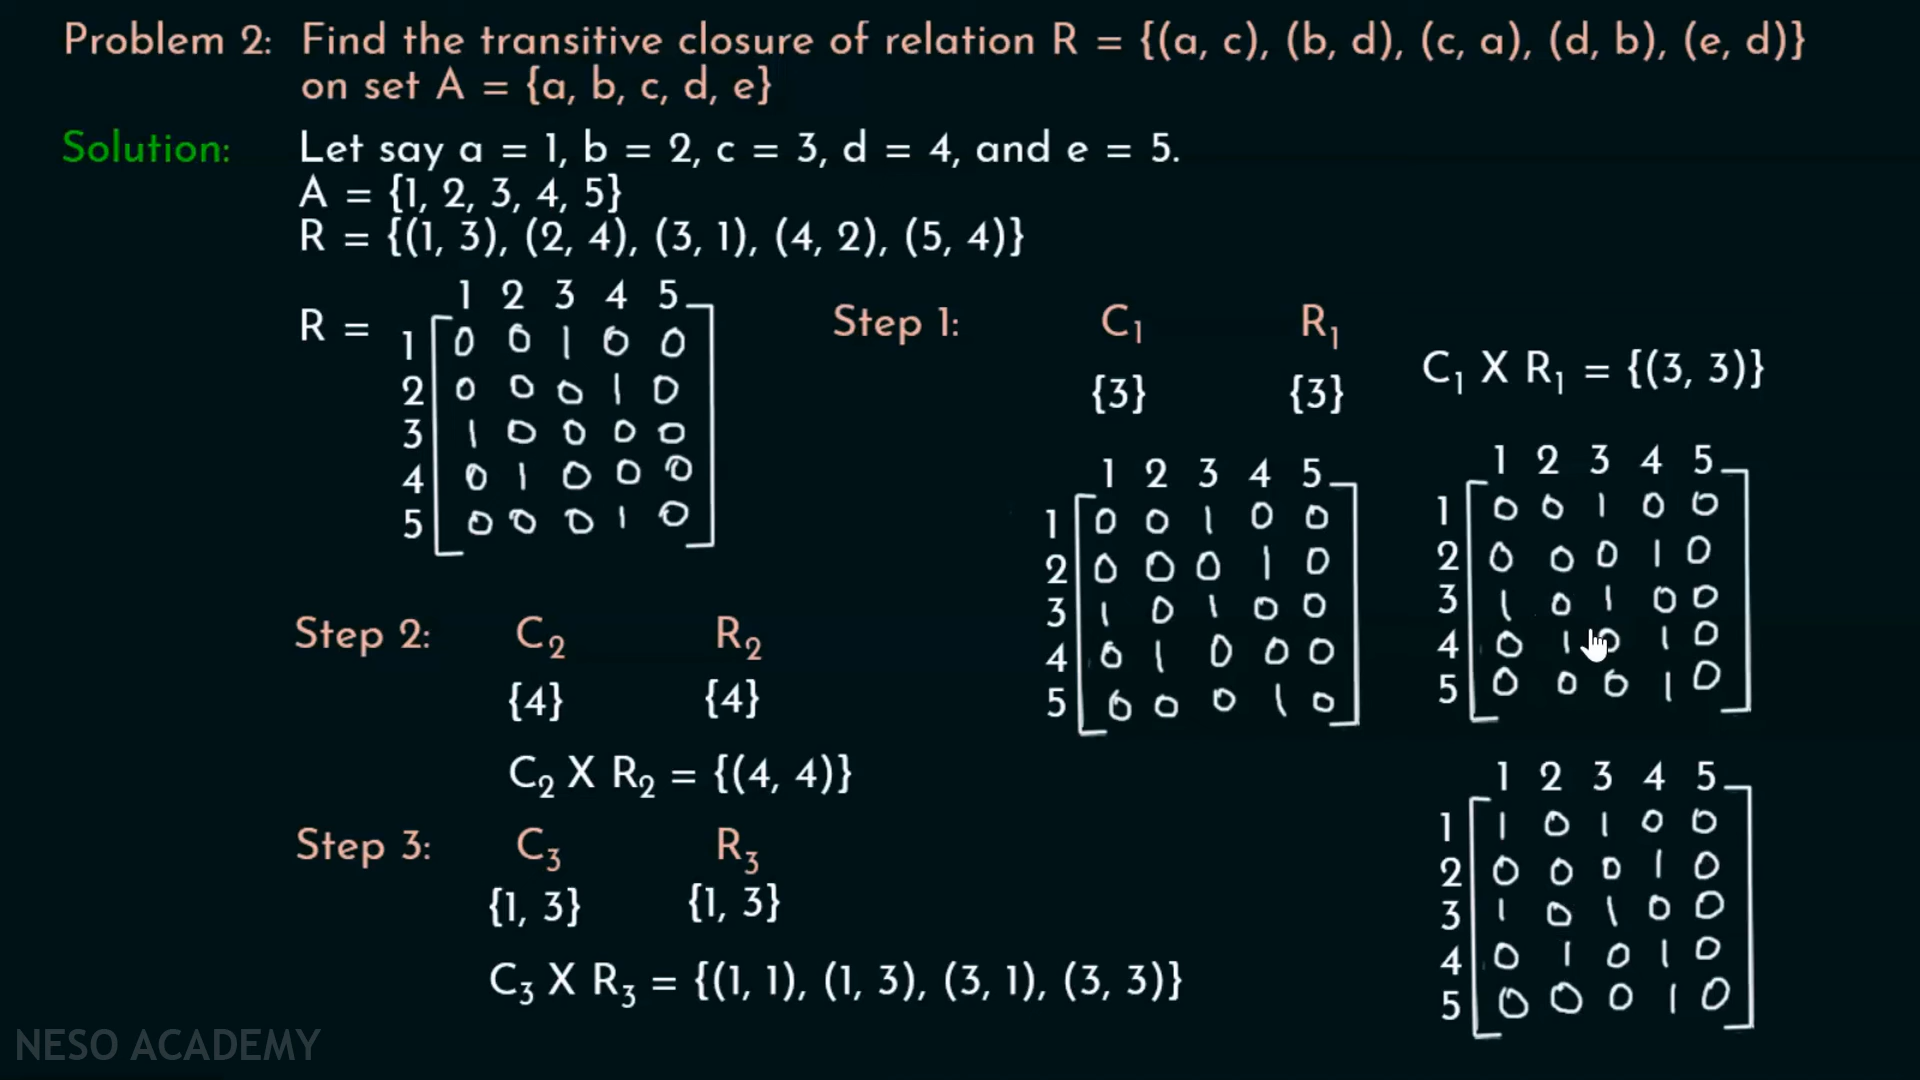 Problem 2: Find the transitive closure of relation R = {(a, c), (b, d), (c, a), (d, b), (e, d)}
on set A = {a, b, c, d, e}
Solution: Let say a = 1, b = 2, c = 3, d = 4, and e = 5.
A = {1, 2, 3, 4, 5}
R = {(1, 3), (2, 4), (3, 1), (4, 2), (5, 4)}
R =
1 2 3 4 5
1 0 0 1 0 0
2 0 0 0 1 0
3 1 0 0 0 0
4 0 1 0 0 0
5 0 0 0 1 0
Step 1: C₁ R₁
{3} {3}
C₁ X R₁ = {(3, 3)}
1 2 3 4 5
1 0 0 1 0 0
2 0 0 0 1 0
3 1 0 1 0 0
4 0 1 0 0 0
5 0 0 0 1 0
1 2 3 4 5
1 0 0 1 0 0
2 0 0 0 1 0
3 1 0 1 0 0
4 0 1 0 1 0
5 0 0 0 1 0
Step 2: C₂ R₂
{4} {4}
C₂ X R₂ = {(4, 4)}
Step 3: C₃ R₃
{1, 3} {1, 3}
C₃ X R₃ = {(1, 1), (1, 3), (3, 1), (3, 3)}
1 2 3 4 5
1 1 0 1 0 0
2 0 0 0 1 0
3 1 0 1 0 0
4 0 1 0 1 0
5 0 0 0 1 0
NESO ACADEMY